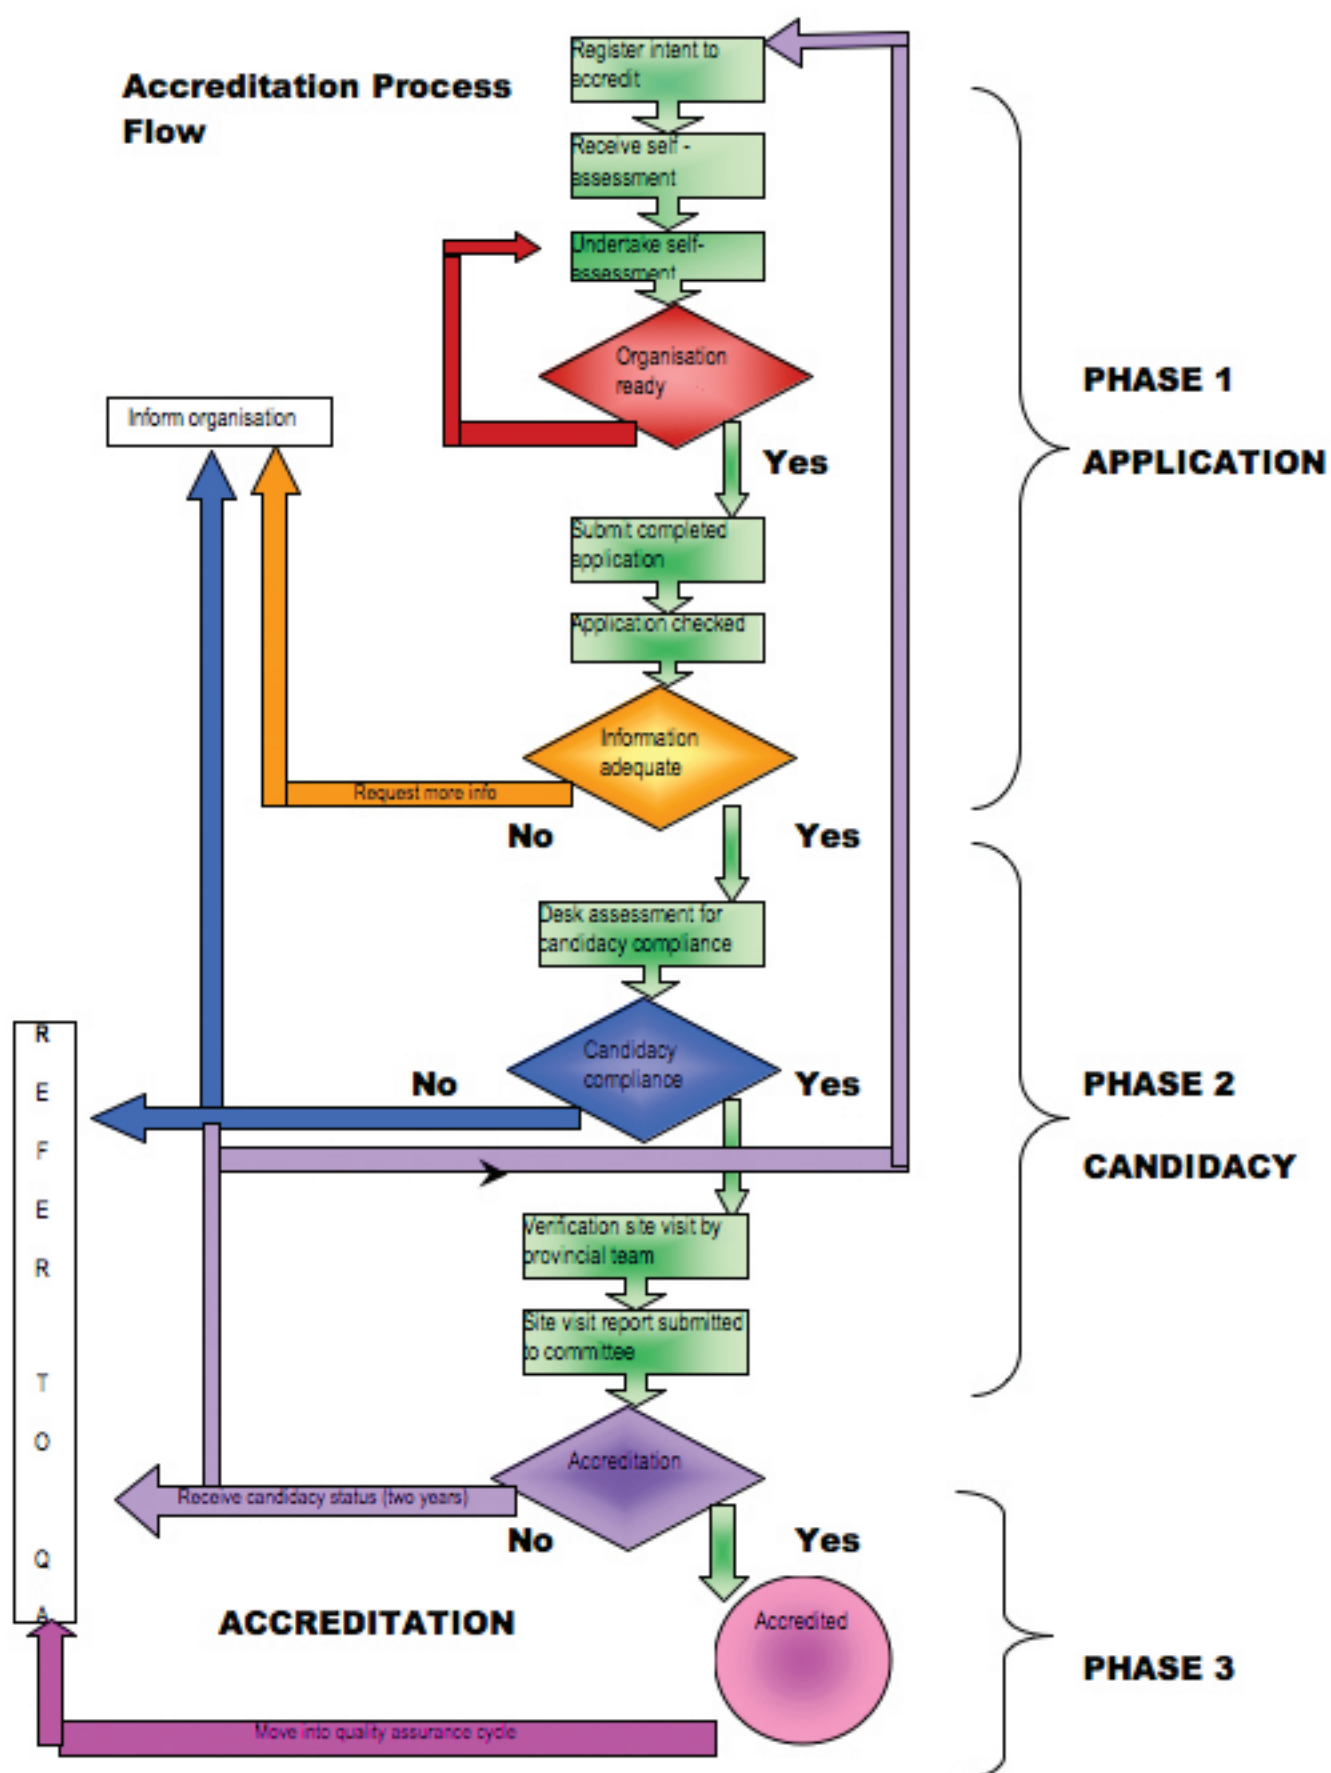 Accreditation Process
Flow
Register intent to
accredit
Receive self -
assessment
Undertake self-
assessment
Organisation
ready
Inform organisation
Yes
PHASE 1
APPLICATION
Submit completed
application
Application checked
Information
adequate
Request more info
No
Yes
Desk assessment for
candidacy compliance
Candidacy
compliance
No
Yes
PHASE 2
CANDIDACY
R
E
F
E
R
T
O
Q
A
Verification site visit by
provincial team
Site visit report submitted
to committee
Accreditation
Receive candidacy status (two years)
No
Yes
ACCREDITATION
Accredited
PHASE 3
Move into quality assurance cycle